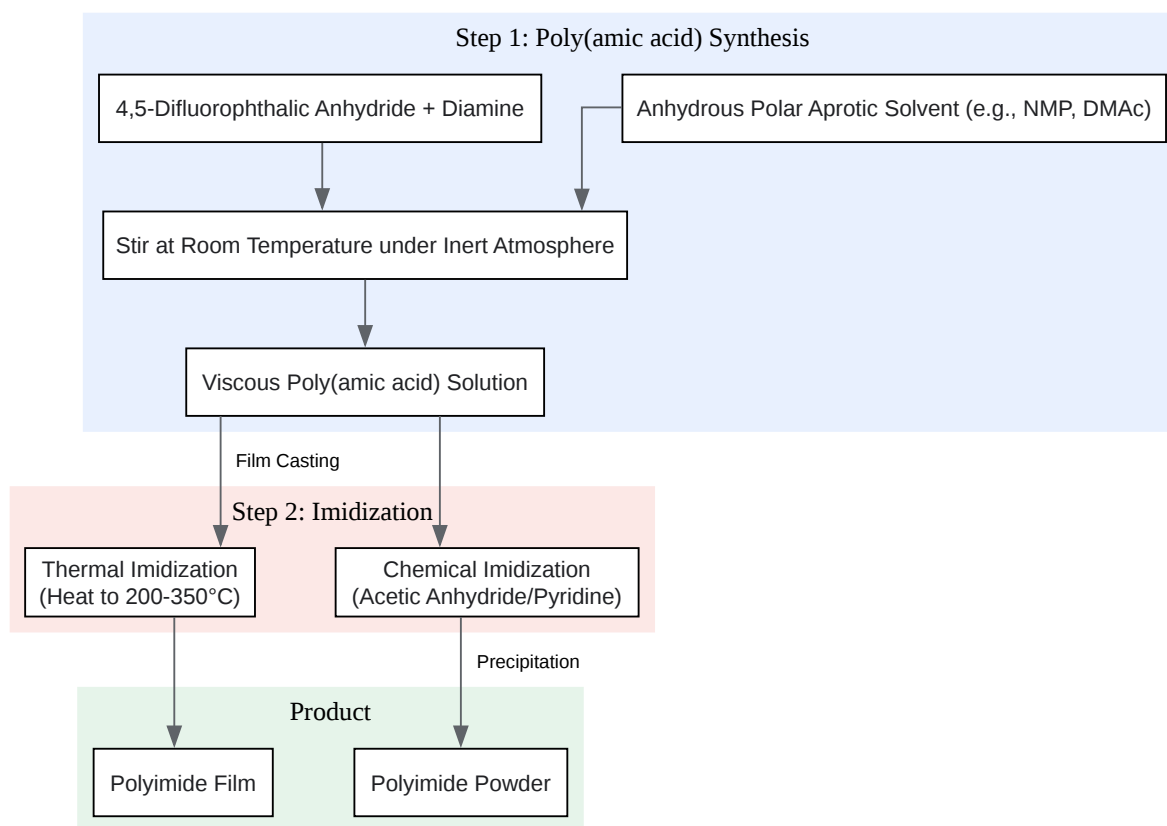 Step 1: Poly(amic acid) Synthesis
4,5-Difluorophthalic Anhydride + Diamine
Anhydrous Polar Aprotic Solvent (e.g., NMP, DMAc)
Stir at Room Temperature under Inert Atmosphere
Viscous Poly(amic acid) Solution
Film Casting
Step 2: Imidization
Thermal Imidization
(Heat to 200-350°C)
Chemical Imidization
(Acetic Anhydride/Pyridine)
Precipitation
Product
Polyimide Film
Polyimide Powder